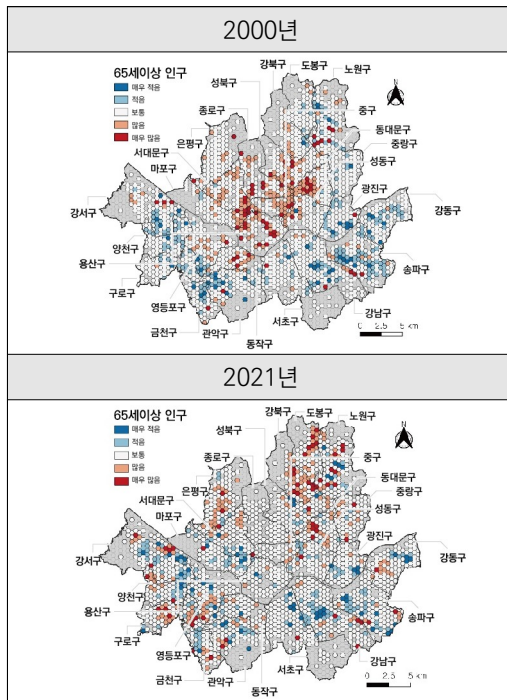 2000년
65세이상 인구
매우 적음
적음
보통
많음
매우 많음
강북구
도봉구
노원구
성북구
종로구
은평구
서대문구
마포구
강서구
양천구
용산구
구로구
영등포구
금천구
관악구
동작구
서초구
강남구
송파구
강동구
광진구
성동구
중랑구
동대문구
중구
N
0 2.5 5 km
2021년
65세이상 인구
매우 적음
적음
보통
많음
매우 많음
강북구
도봉구
노원구
성북구
종로구
은평구
서대문구
마포구
강서구
양천구
용산구
구로구
영등포구
금천구
관악구
동작구
서초구
강남구
송파구
강동구
광진구
성동구
중랑구
동대문구
중구
N
0 2.5 5 km